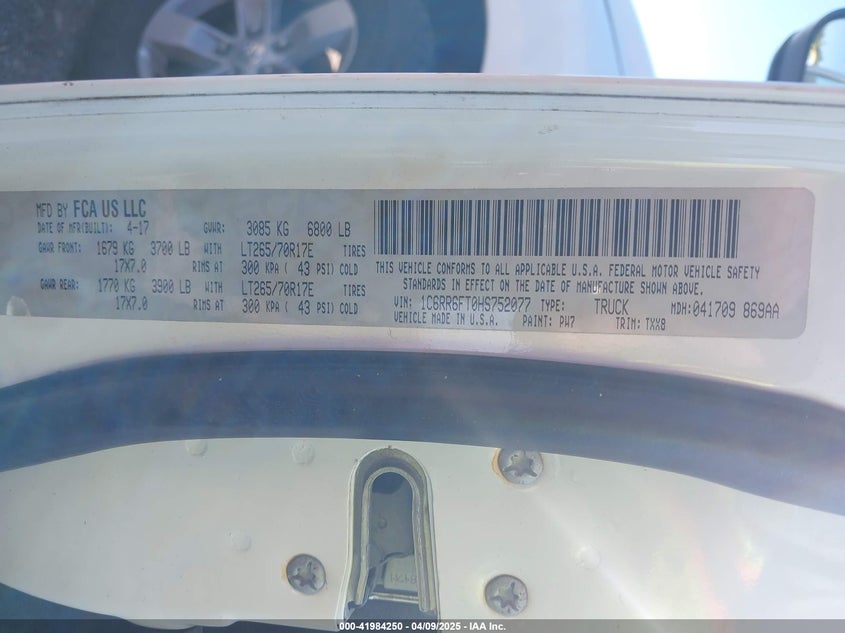 MFD BY FCA US LLC
DATE OF MFR(BUILT): 4-17 GVWR: 3085 KG 6800 LB
GAWR FRONT: 1679 KG 3700 LB WITH LT265/70R17E TIRES
17X7.0 RIMS AT 300 KPA ( 43 PSI) COLD
GAWR REAR: 1770 KG 3900 LB WITH LT265/70R17E TIRES
17X7.0 RIMS AT 300 KPA ( 43 PSI) COLD
THIS VEHICLE CONFORMS TO ALL APPLICABLE U.S.A. FEDERAL MOTOR VEHICLE SAFETY
STANDARDS IN EFFECT ON THE DATE OF MANUFACTURE SHOWN ABOVE.
VIN: 1C6RR6FT0HS752077 TYPE: TRUCK MDH:041709 869AA
VEHICLE MADE IN U.S.A. PAINT: PW7 TRIM: TXX8
000-41984250 - 04/09/2025 - IAA Inc.